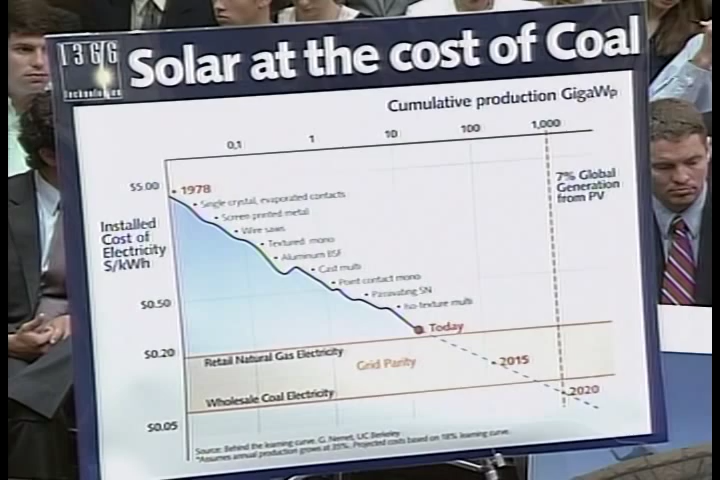 1366
Technologies
Solar at the cost of Coal
Cumulative production GigaWp
0,1 1 10 100 1,000
$5.00
1978
Single crystal, evaporated contacts
Screen printed metal
Wire saws
Textured mono
Aluminum BSF
Cast multi
Point contact mono
Passivating SN
Iso-texture multi
7% Global
Generation
from PV
Installed
Cost of
Electricity
$/kWh
$0.50
Today
$0.20
Retail Natural Gas Electricity
Grid Parity
2015
Wholesale Coal Electricity
2020
$0.05
Source: Behind the learning curve, G. Nemet, UC Berkeley
*Assumes annual production grows at 35%. Projected costs based on 18% learning curve.